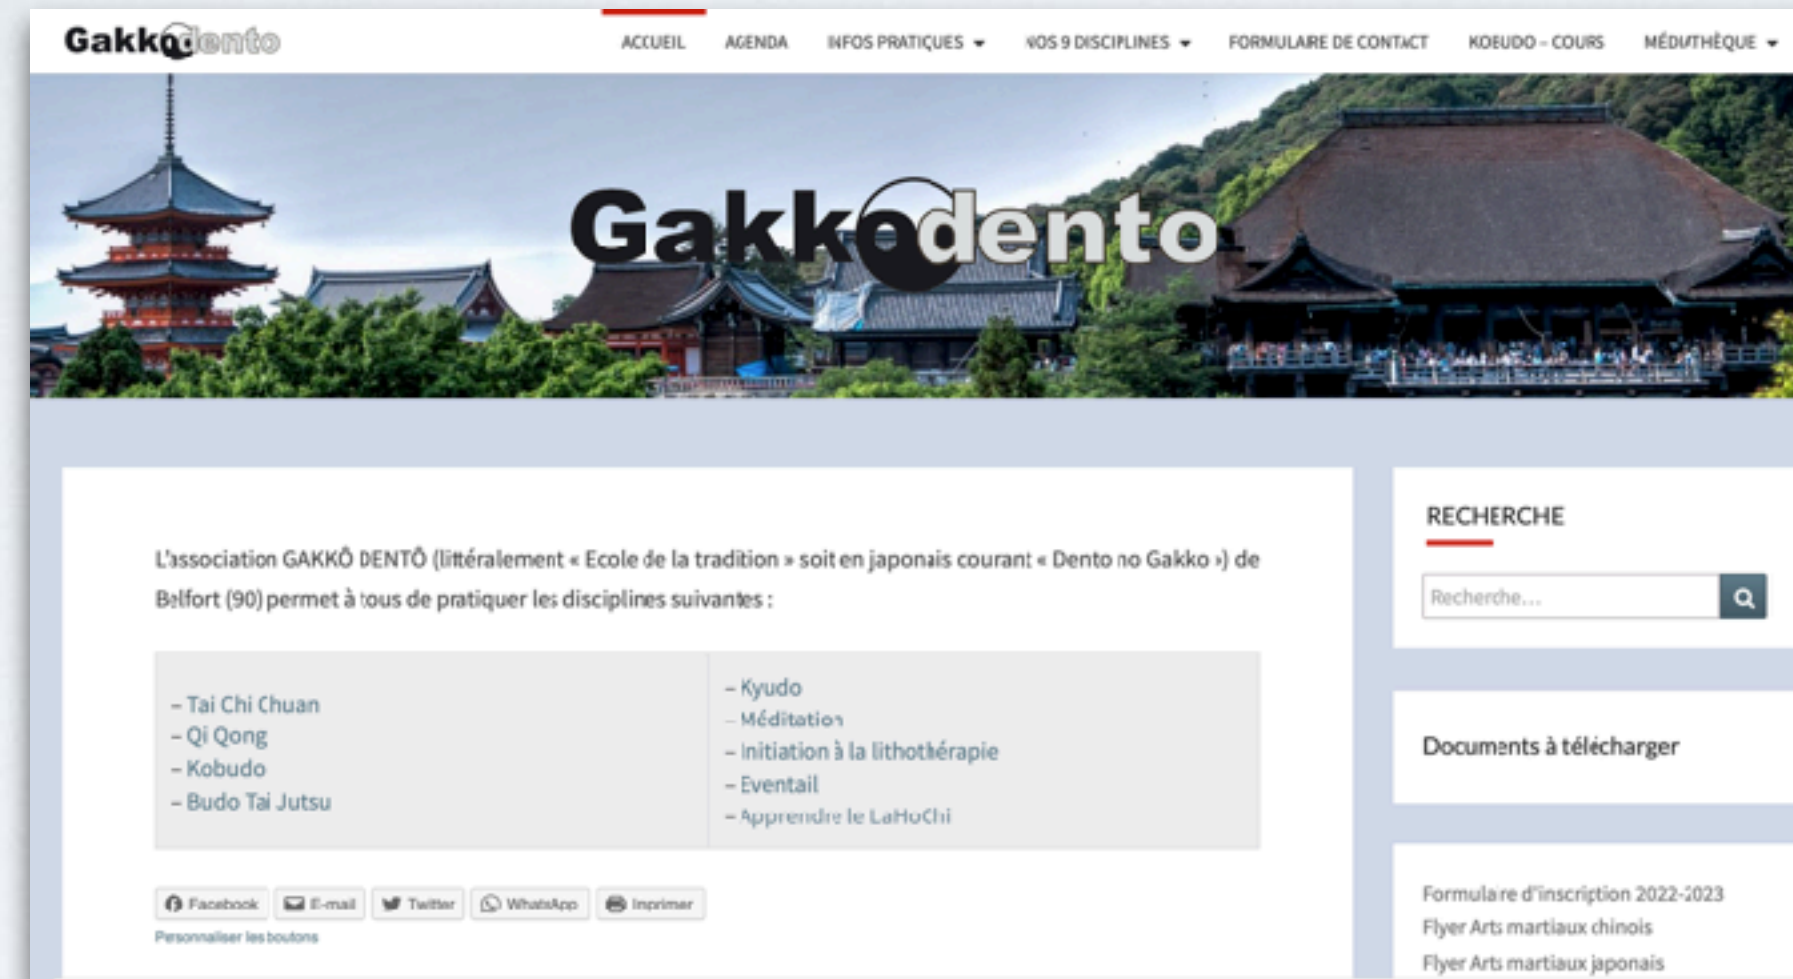 Gakkodento
ACCUEIL AGENDA INFOS PRATIQUES NOS 9 DISCIPLINES FORMULAIRE DE CONTACT KOBUDO – COURS MÉDIATHÈQUE
Gakkodento
L'association GAKKÔ DENTÔ (littéralement « Ecole de la tradition » soit en japonais courant « Dento no Gakko ») de
Belfort (90) permet à tous de pratiquer les disciplines suivantes :
– Tai Chi Chuan
– Qi Qong
– Kobudo
– Budo Tai Jutsu
– Kyudo
– Méditation
– Initiation à la lithothérapie
– Eventail
– Apprendre le LaHoChi
Facebook E-mail Twitter WhatsApp Imprimer
Personnaliser les boutons
RECHERCHE
Recherche...
Documents à télécharger
Formulaire d'inscription 2022-2023
Flyer Arts martiaux chinois
Flyer Arts martiaux japonais